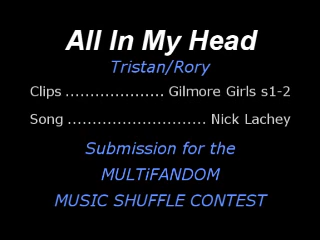 All In My Head
Tristan/Rory
Clips .................... Gilmore Girls s1-2
Song ............................ Nick Lachey
Submission for the
MULTiFANDOM
MUSIC SHUFFLE CONTEST